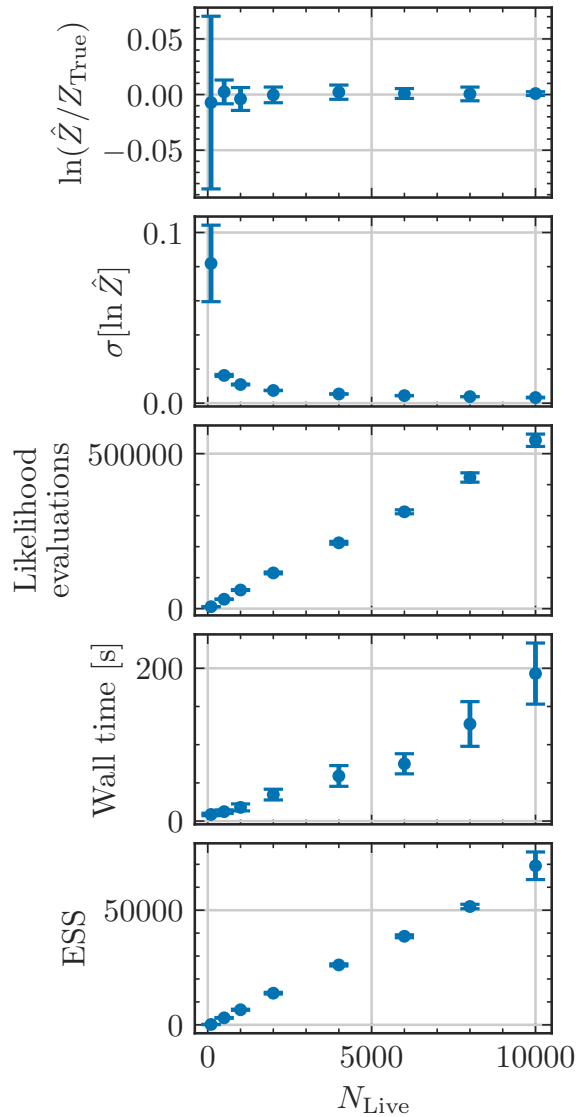 ln(Ẑ/Z_True)
0.05
0.00
−0.05
σ[ln Ẑ]
0.1
0.0
Likelihood
evaluations
500000
0
Wall time [s]
200
0
ESS
50000
0
0 5000 10000
N_Live